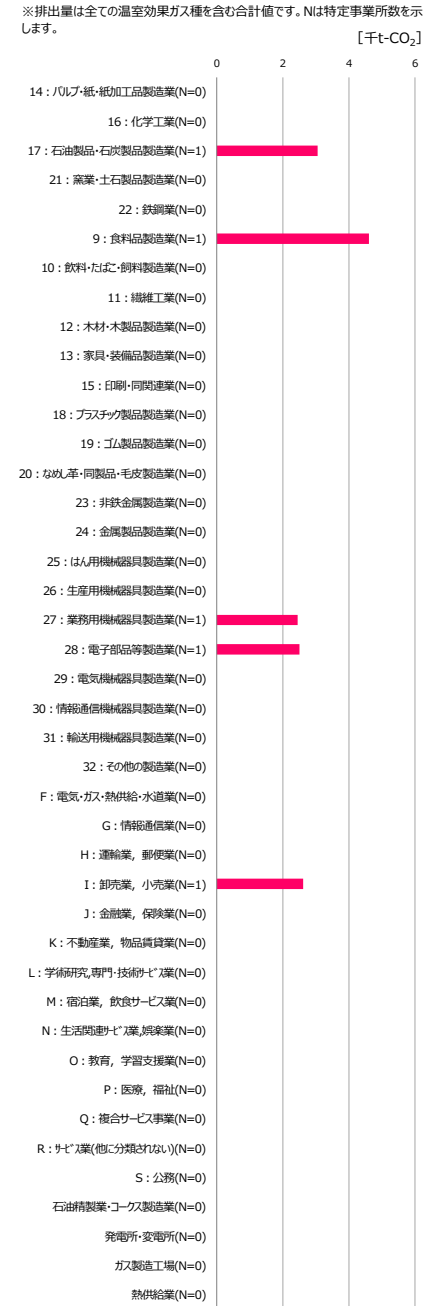 ※排出量は全ての温室効果ガス種を含む合計値です。Nは特定事業所数を示
します。
[千t-CO₂]
0 2 4 6
14：パルプ・紙・紙加工品製造業(N=0)
16：化学工業(N=0)
17：石油製品・石炭製品製造業(N=1)
21：窯業・土石製品製造業(N=0)
22：鉄鋼業(N=0)
9：食料品製造業(N=1)
10：飲料・たばこ・飼料製造業(N=0)
11：繊維工業(N=0)
12：木材・木製品製造業(N=0)
13：家具・装備品製造業(N=0)
15：印刷・同関連業(N=0)
18：プラスチック製品製造業(N=0)
19：ゴム製品製造業(N=0)
20：なめし革・同製品・毛皮製造業(N=0)
23：非鉄金属製造業(N=0)
24：金属製品製造業(N=0)
25：はん用機械器具製造業(N=0)
26：生産用機械器具製造業(N=0)
27：業務用機械器具製造業(N=1)
28：電子部品等製造業(N=1)
29：電気機械器具製造業(N=0)
30：情報通信機械器具製造業(N=0)
31：輸送用機械器具製造業(N=0)
32：その他の製造業(N=0)
F：電気・ガス・熱供給・水道業(N=0)
G：情報通信業(N=0)
H：運輸業，郵便業(N=0)
I：卸売業，小売業(N=1)
J：金融業，保険業(N=0)
K：不動産業，物品賃貸業(N=0)
L：学術研究,専門・技術ｻｰﾋﾞｽ業(N=0)
M：宿泊業，飲食サービス業(N=0)
N：生活関連ｻｰﾋﾞｽ業,娯楽業(N=0)
O：教育，学習支援業(N=0)
P：医療，福祉(N=0)
Q：複合サービス事業(N=0)
R：ｻｰﾋﾞｽ業(他に分類されない)(N=0)
S：公務(N=0)
石油精製業・コークス製造業(N=0)
発電所・変電所(N=0)
ガス製造工場(N=0)
熱供給業(N=0)